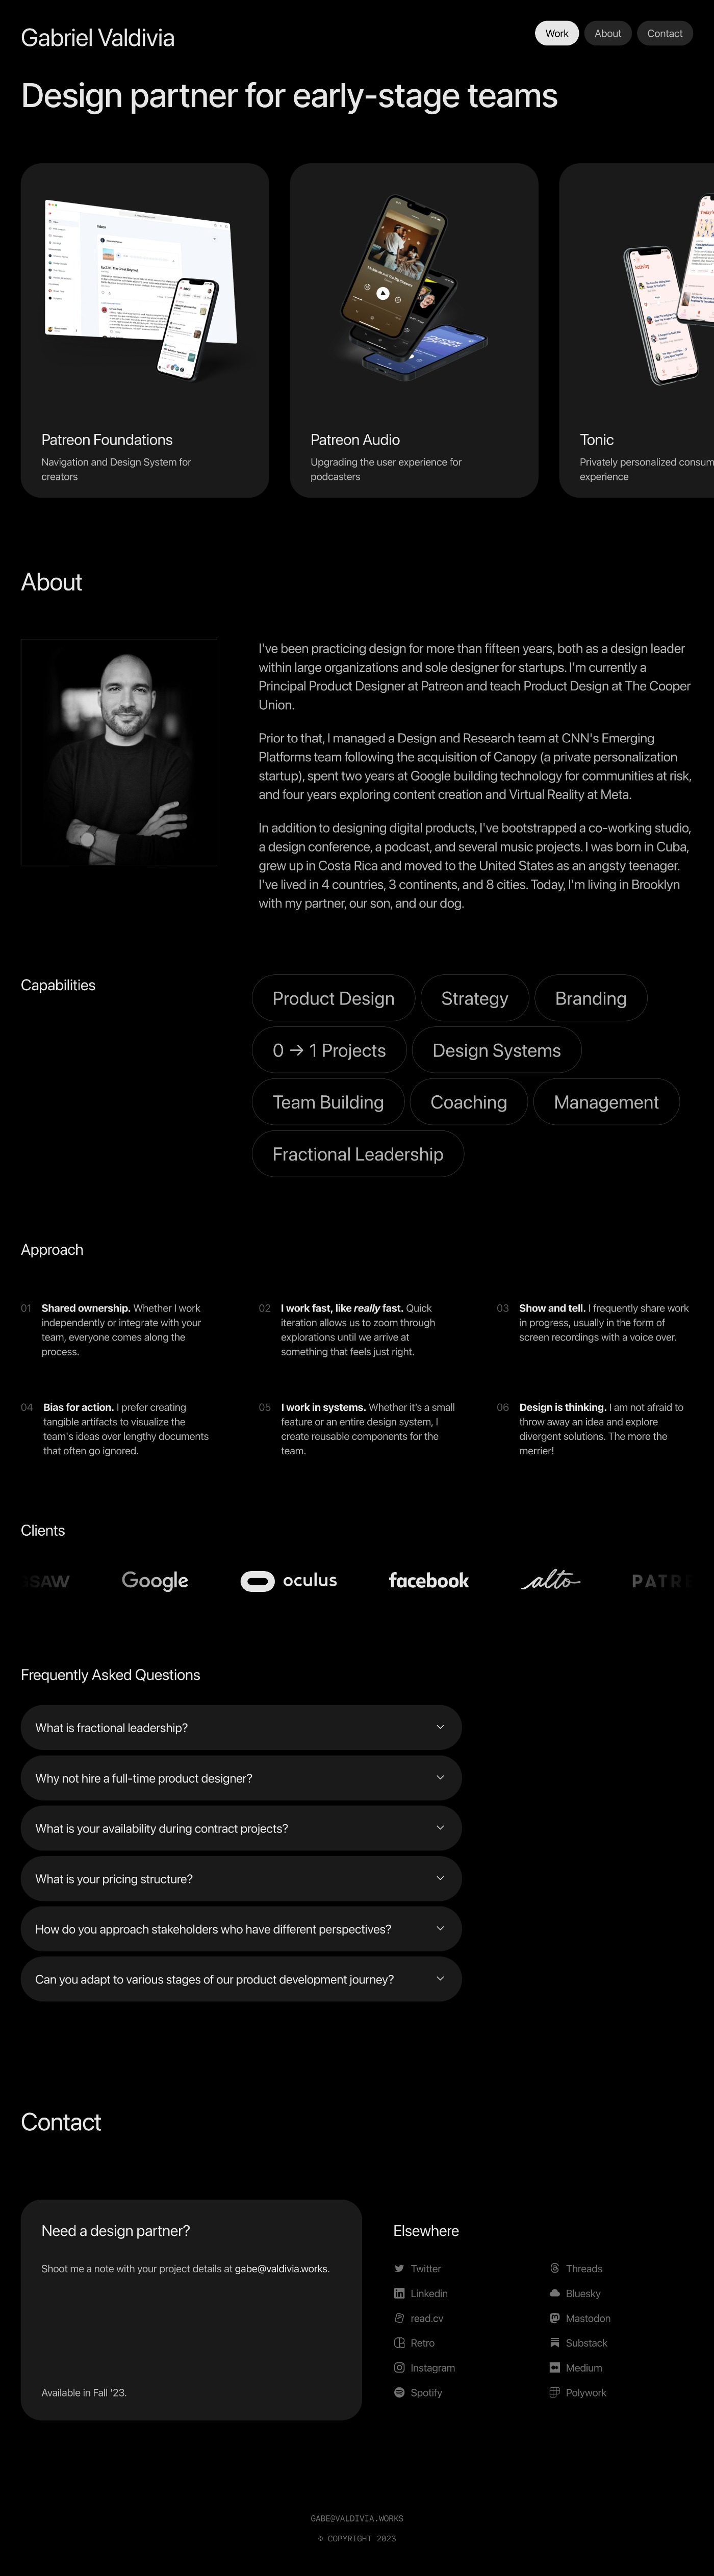 Gabriel Valdivia
Work
About
Contact
Design partner for early-stage teams
Patreon Foundations
Navigation and Design System for
creators
Patreon Audio
Upgrading the user experience for
podcasters
Tonic
Privately personalized consum
experience
About
I've been practicing design for more than fifteen years, both as a design leader
within large organizations and sole designer for startups. I'm currently a
Principal Product Designer at Patreon and teach Product Design at The Cooper
Union.
Prior to that, I managed a Design and Research team at CNN's Emerging
Platforms team following the acquisition of Canopy (a private personalization
startup), spent two years at Google building technology for communities at risk,
and four years exploring content creation and Virtual Reality at Meta.
In addition to designing digital products, I've bootstrapped a co-working studio,
a design conference, a podcast, and several music projects. I was born in Cuba,
grew up in Costa Rica and moved to the United States as an angsty teenager.
I've lived in 4 countries, 3 continents, and 8 cities. Today, I'm living in Brooklyn
with my partner, our son, and our dog.
Capabilities
Product Design
Strategy
Branding
0 → 1 Projects
Design Systems
Team Building
Coaching
Management
Fractional Leadership
Approach
01 Shared ownership. Whether I work
independently or integrate with your
team, everyone comes along the
process.
02 I work fast, like really fast. Quick
iteration allows us to zoom through
explorations until we arrive at
something that feels just right.
03 Show and tell. I frequently share work
in progress, usually in the form of
screen recordings with a voice over.
04 Bias for action. I prefer creating
tangible artifacts to visualize the
team's ideas over lengthy documents
that often go ignored.
05 I work in systems. Whether it's a small
feature or an entire design system, I
create reusable components for the
team.
06 Design is thinking. I am not afraid to
throw away an idea and explore
divergent solutions. The more the
merrier!
Clients
SAW
Google
oculus
facebook
alto
PATRE
Frequently Asked Questions
What is fractional leadership?
Why not hire a full-time product designer?
What is your availability during contract projects?
What is your pricing structure?
How do you approach stakeholders who have different perspectives?
Can you adapt to various stages of our product development journey?
Contact
Need a design partner?
Shoot me a note with your project details at gabe@valdivia.works.
Available in Fall '23.
Elsewhere
Twitter
Linkedin
read.cv
Retro
Instagram
Spotify
Threads
Bluesky
Mastodon
Substack
Medium
Polywork
GABE@VALDIVIA.WORKS
© COPYRIGHT 2023